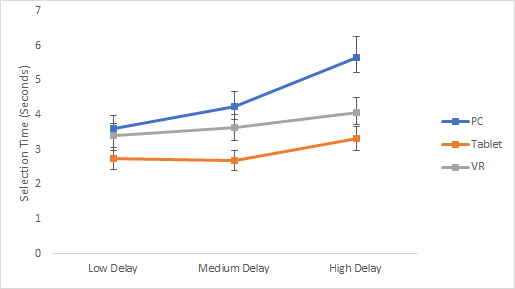 7
6
5
4
3
2
1
0
Selection Time (Seconds)
Low Delay
Medium Delay
High Delay
PC
Tablet
VR